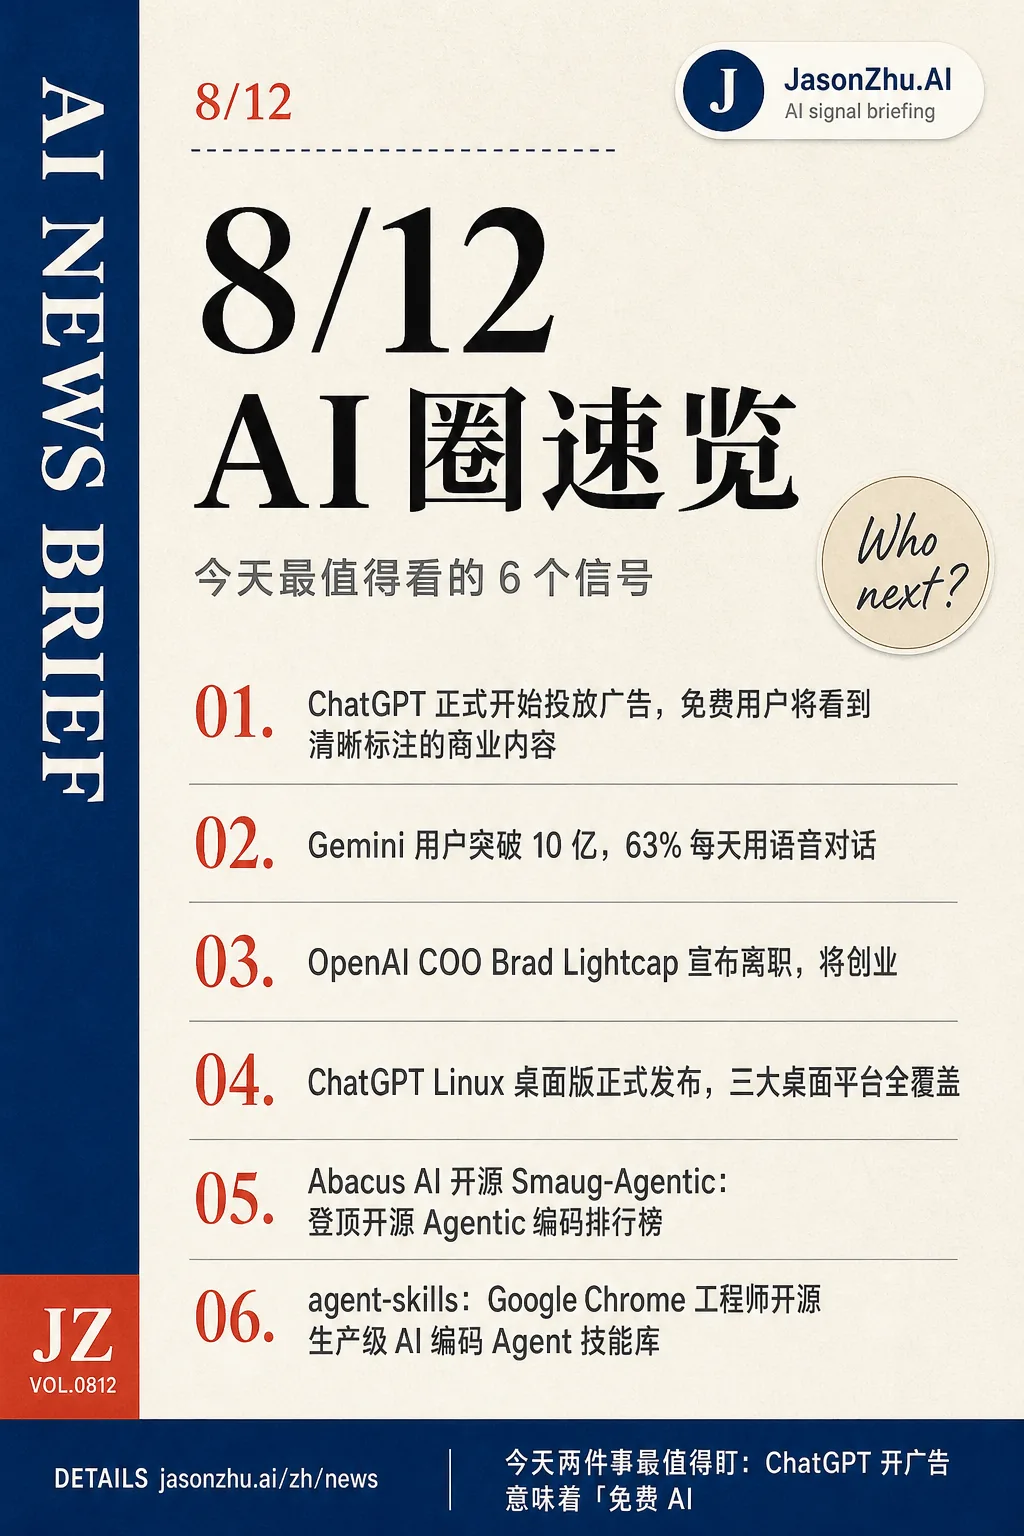 AI NEWS BRIEF
8/12
J
JasonZhu.AI
AI signal briefing
8/12
AI 圈速览
今天最值得看的 6 个信号
Who
next?
01.
ChatGPT 正式开始投放广告，免费用户将看到
清晰标注的商业内容
02.
Gemini 用户突破 10 亿，63% 每天用语音对话
03.
OpenAI COO Brad Lightcap 宣布离职，将创业
04.
ChatGPT Linux 桌面版正式发布，三大桌面平台全覆盖
05.
Abacus AI 开源 Smaug-Agentic：
登顶开源 Agentic 编码排行榜
06.
agent-skills：Google Chrome 工程师开源
生产级 AI 编码 Agent 技能库
JZ
VOL.0812
DETAILS jasonzhu.ai/zh/news
今天两件事最值得盯：ChatGPT 开广告
意味着「免费 AI